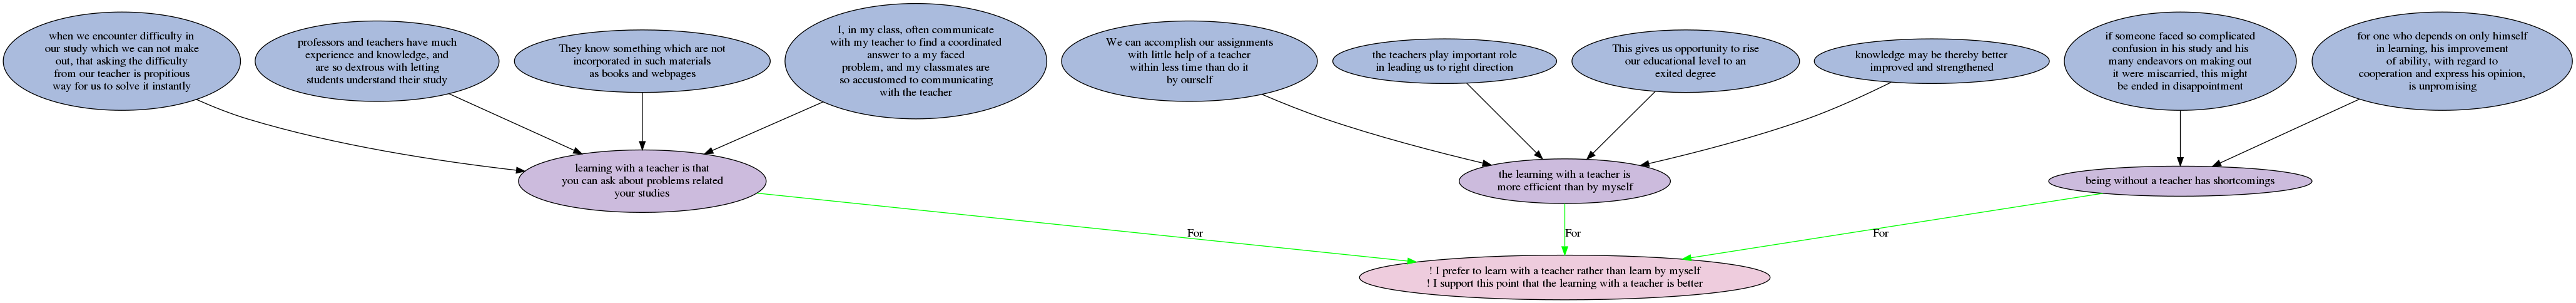 when we encounter difficulty in
our study which we can not make
out, that asking the difficulty
from our teacher is propitious
way for us to solve it instantly
professors and teachers have much
experience and knowledge, and
are so dextrous with letting
students understand their study
They know something which are not
incorporated in such materials
as books and webpages
I, in my class, often communicate
with my teacher to find a coordinated
answer to a my faced
problem, and my classmates are
so accustomed to communicating
with the teacher
We can accomplish our assignments
with little help of a teacher
within less time than do it
by ourself
the teachers play important role
in leading us to right direction
This gives us opportunity to rise
our educational level to an
exited degree
knowledge may be thereby better
improved and strengthened
if someone faced so complicated
confusion in his study and his
many endeavors on making out
it were miscarried, this might
be ended in disappointment
for one who depends on only himself
in learning, his improvement
of ability, with regard to
cooperation and express his opinion,
is unpromising
learning with a teacher is that
you can ask about problems related
your studies
the learning with a teacher is
more efficient than by myself
being without a teacher has shortcomings
For
For
For
! I prefer to learn with a teacher rather than learn by myself
! I support this point that the learning with a teacher is better